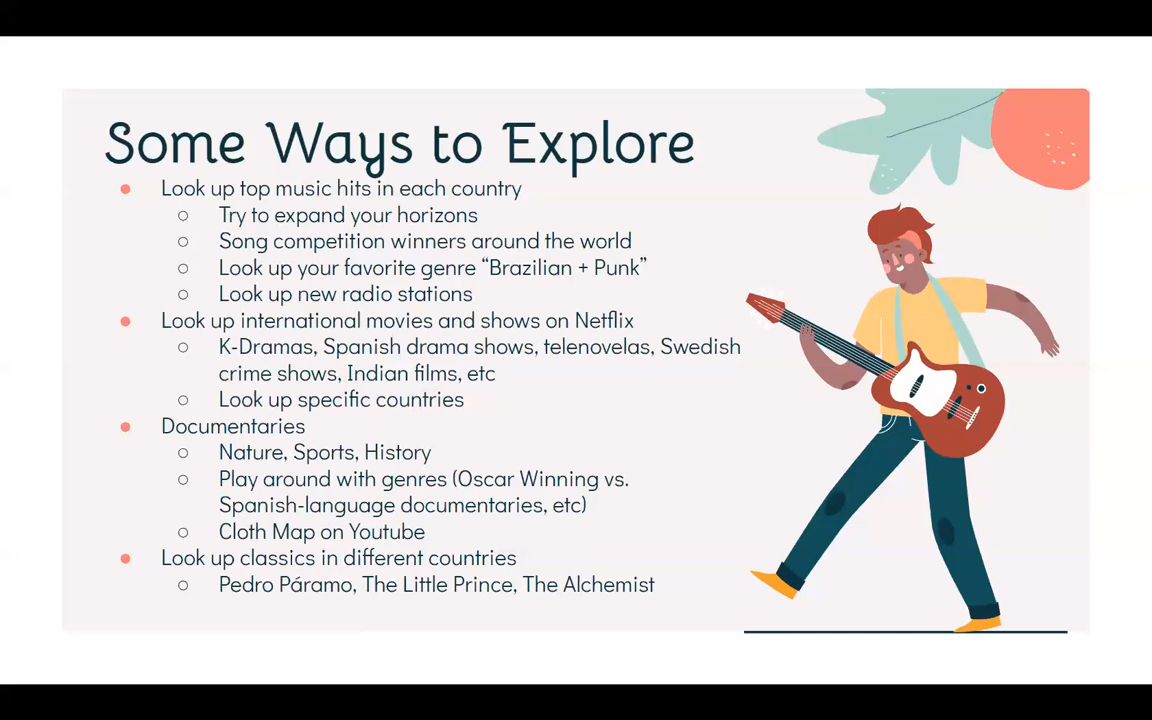 Some Ways to Explore
● Look up top music hits in each country
○ Try to expand your horizons
○ Song competition winners around the world
○ Look up your favorite genre “Brazilian + Punk”
○ Look up new radio stations
● Look up international movies and shows on Netflix
○ K-Dramas, Spanish drama shows, telenovelas, Swedish
crime shows, Indian films, etc
○ Look up specific countries
● Documentaries
○ Nature, Sports, History
○ Play around with genres (Oscar Winning vs.
Spanish-language documentaries, etc)
○ Cloth Map on Youtube
● Look up classics in different countries
○ Pedro Páramo, The Little Prince, The Alchemist